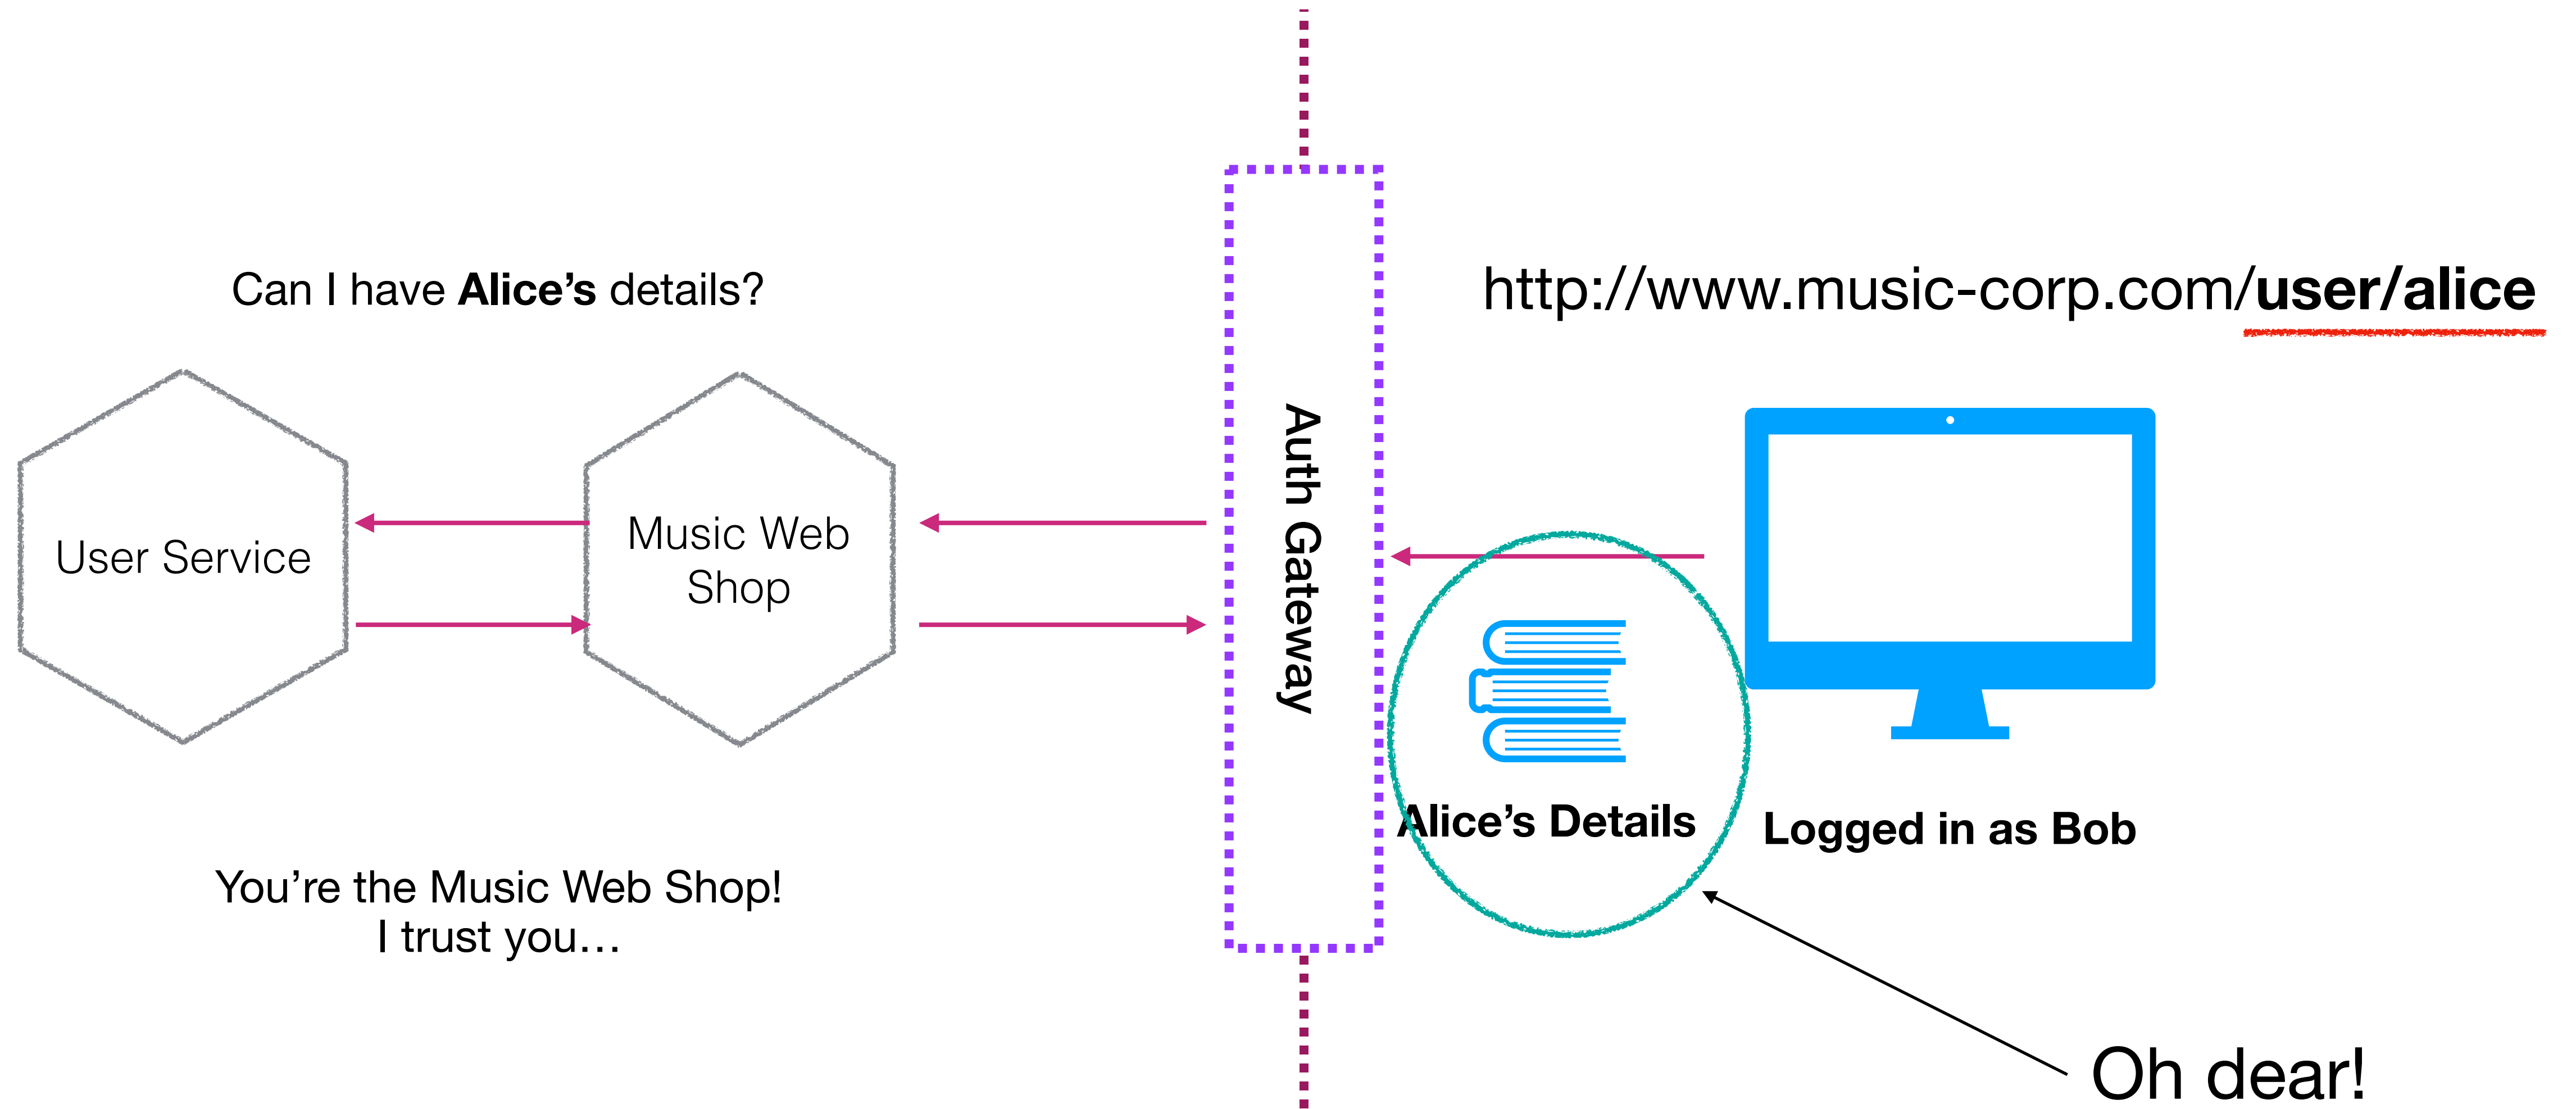 Can I have Alice’s details?
http://www.music-corp.com/user/alice
User Service
Music Web
Shop
Auth Gateway
Alice’s Details
Logged in as Bob
You’re the Music Web Shop!
I trust you…
Oh dear!